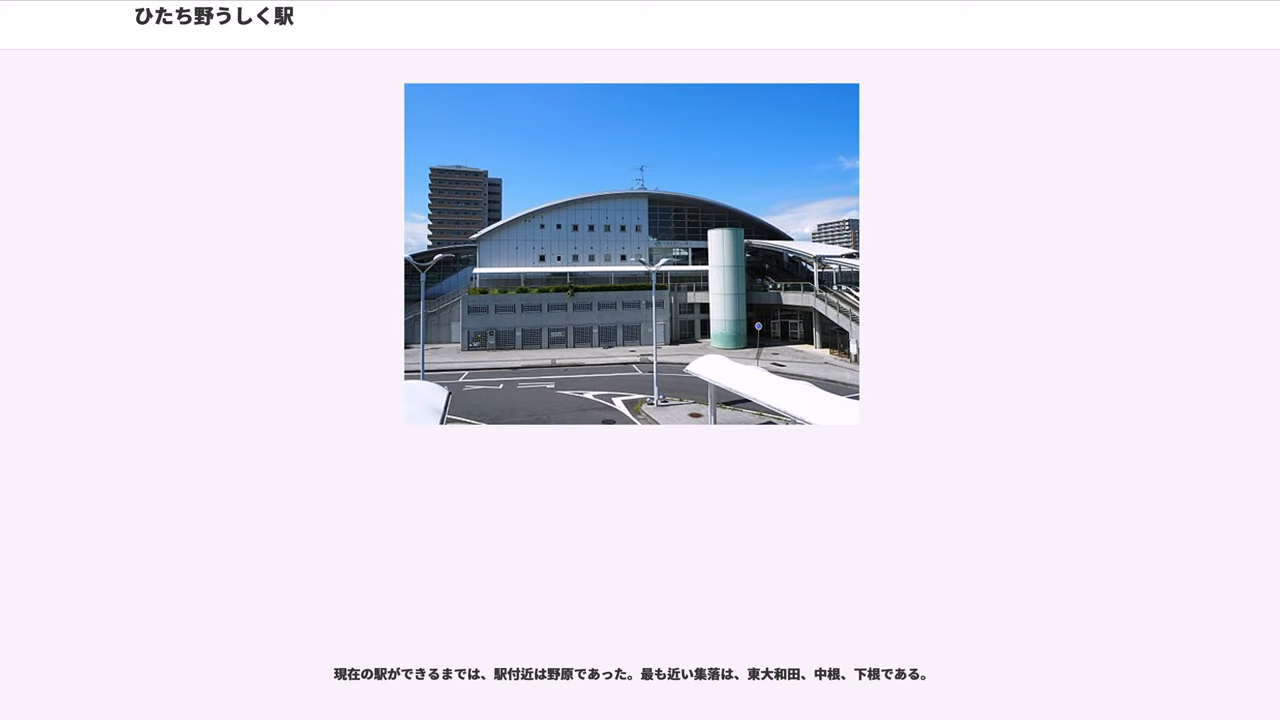 ひたち野うしく駅
現在の駅ができるまでは、駅付近は野原であった。最も近い集落は、東大和田、中根、下根である。